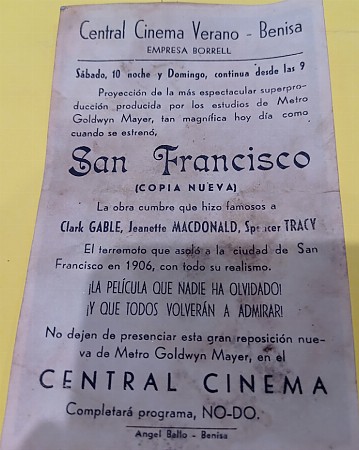 Central Cinema Verano - Benisa
EMPRESA BORRELL
Sábado, 10 noche y Domingo, continua desde las 9
Proyección de la más espectacular superpro-
ducción producida por los estudios de Metro
Goldwyn Mayer, tan magnífica hoy día como
cuando se estrenó,
San Francisco
(COPIA NUEVA)
La obra cumbre que hizo famosos a
Clark GABLE, Jeanette MACDONALD, Spencer TRACY
El terremoto que asoló a la ciudad de San
Francisco en 1906, con todo su realismo.
¡LA PELÍCULA QUE NADIE HA OLVIDADO!
¡Y QUE TODOS VOLVERÁN A ADMIRAR!
No dejen de presenciar esta gran reposición nue-
va de Metro Goldwyn Mayer, en el
CENTRAL CINEMA
Completará programa, NO-DO.
Angel Bello - Benisa